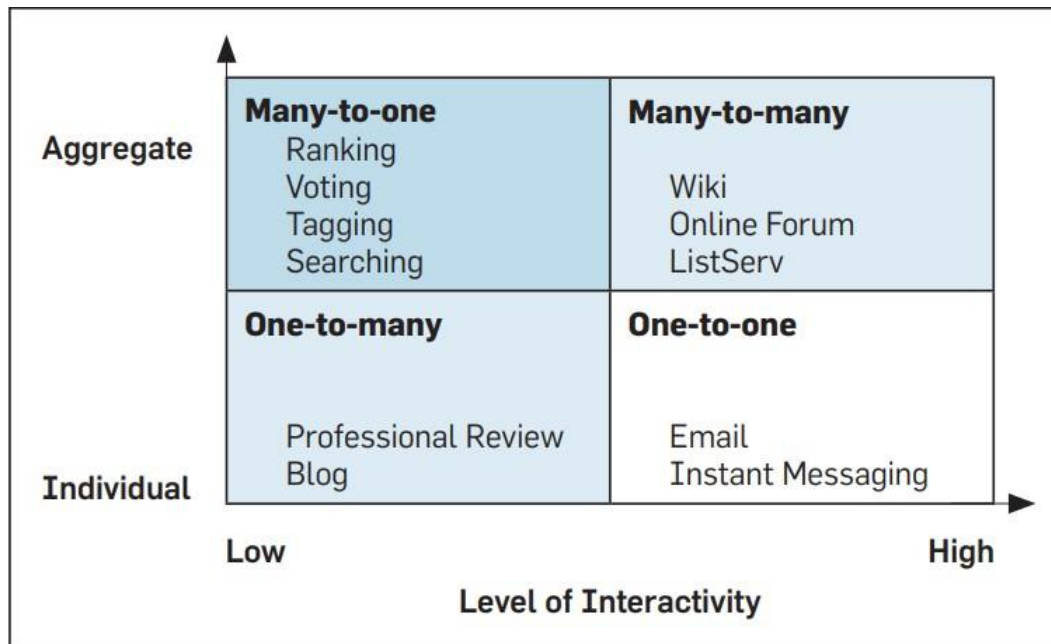 Aggregate
Many-to-one
Ranking
Voting
Tagging
Searching
Many-to-many
Wiki
Online Forum
ListServ
One-to-many
Professional Review
Blog
One-to-one
Email
Instant Messaging
Individual
Low
High
Level of Interactivity